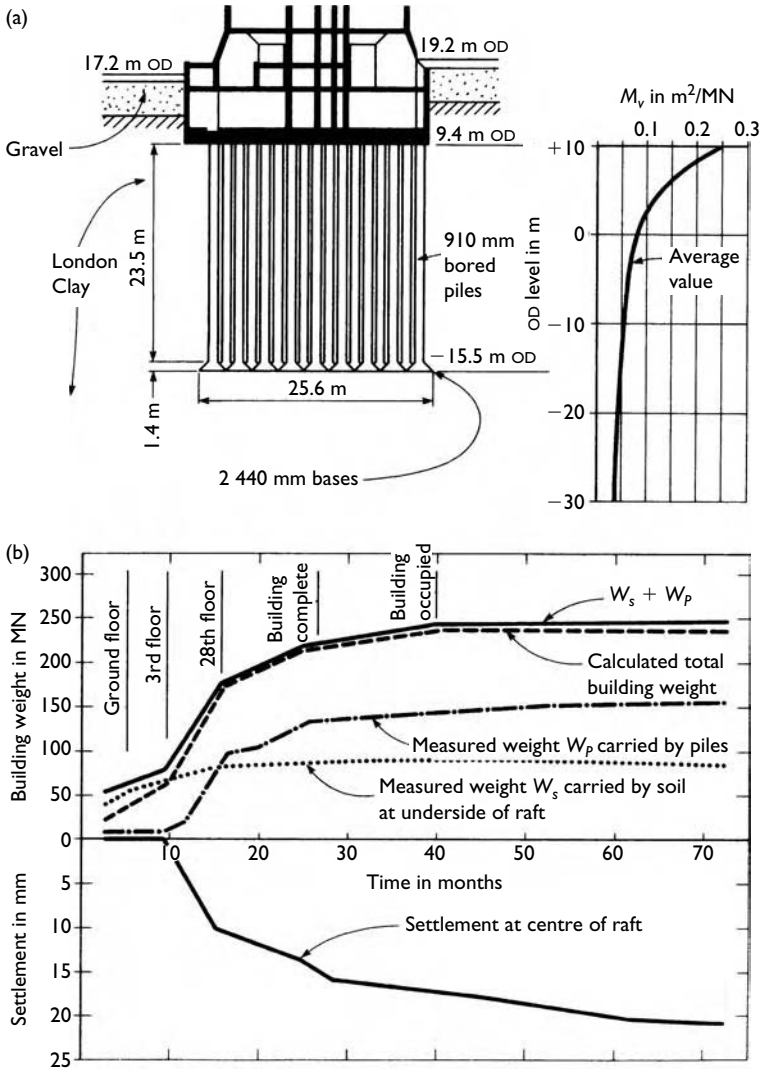 (a)
17.2 m OD
19.2 m OD
Gravel
9.4 m OD
London
Clay
23.5 m
910 mm
bored
piles
−15.5 m OD
1.4 m
25.6 m
2 440 mm bases
Mv in m²/MN
0.1
0.3
+10
0
−10
−20
−30
OD level in m
Average
value
(b)
Building weight in MN
300
250
200
150
100
50
0
Ground floor
3rd floor
28th floor
Building
complete
Building
occupied
Ws + WP
Calculated total
building weight
Measured weight WP carried by piles
Measured weight Ws carried by soil
at underside of raft
10
20
30
40
50
60
70
Time in months
Settlement in mm
5
10
15
20
25
Settlement at centre of raft